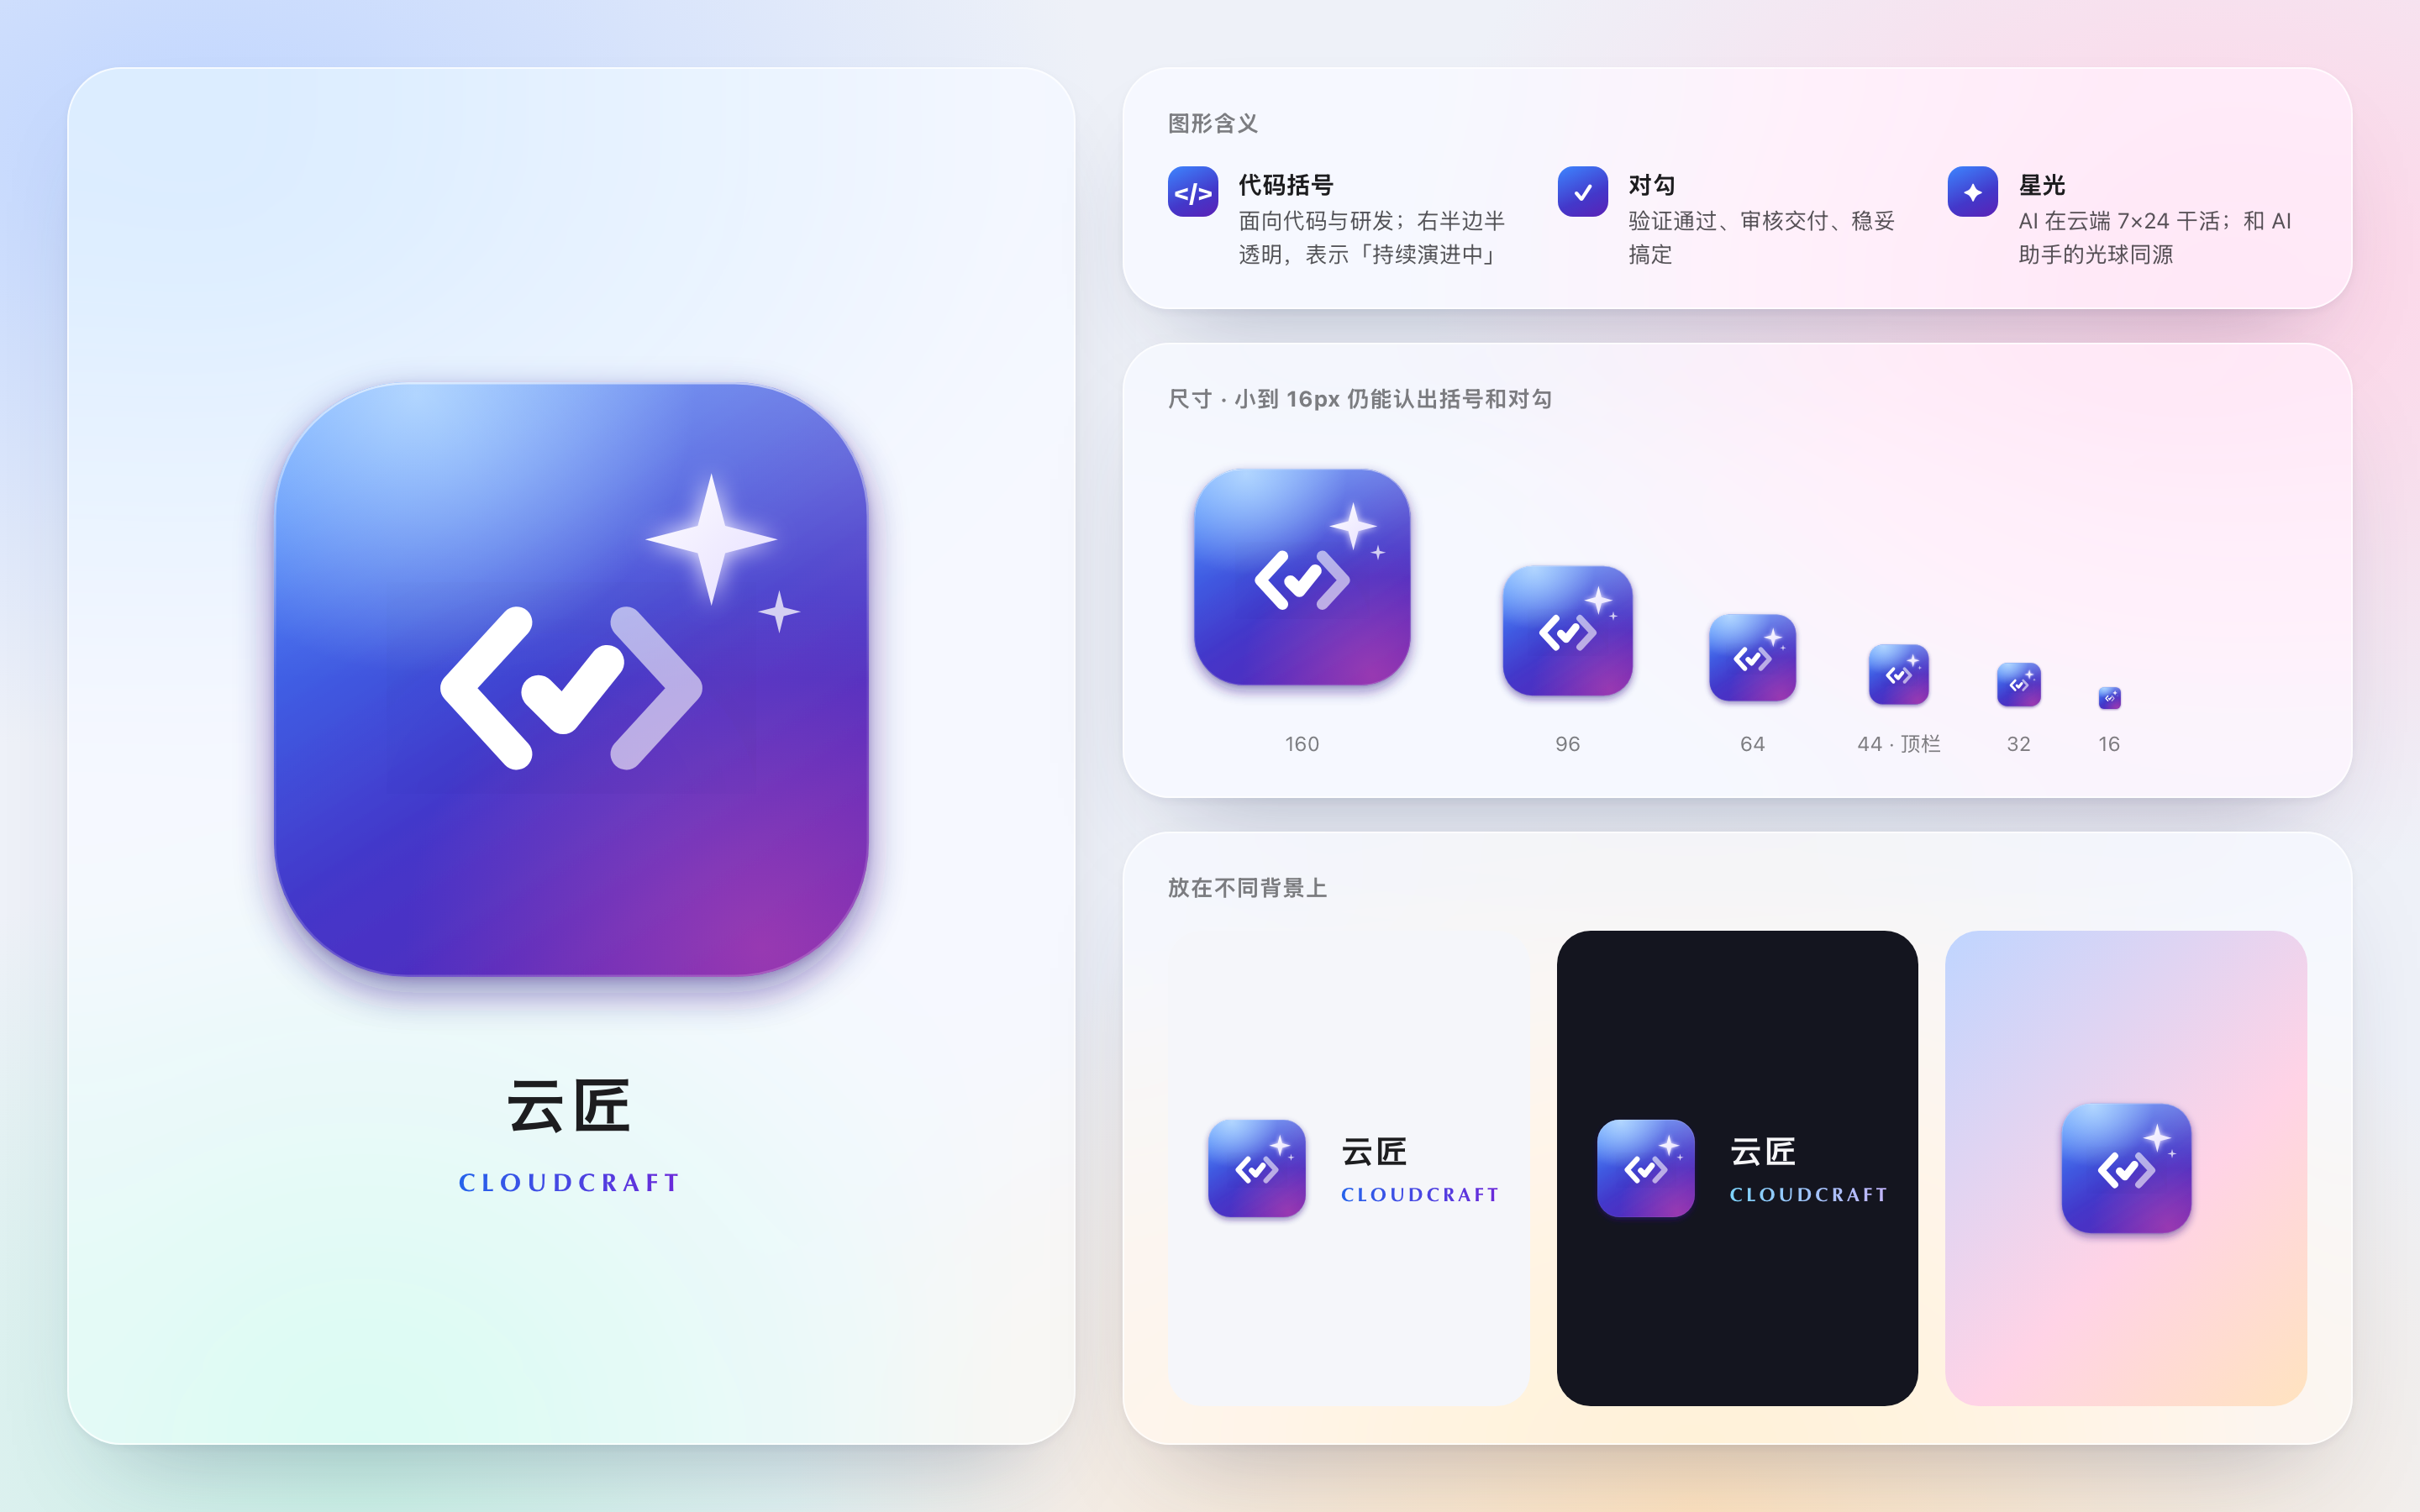 云匠
CLOUDCRAFT
图形含义
</>
代码括号
面向代码与研发；右半边半
透明，表示「持续演进中」
对勾
验证通过、审核交付、稳妥
搞定
星光
AI 在云端 7×24 干活；和 AI
助手的光球同源
尺寸 · 小到 16px 仍能认出括号和对勾
160
96
64
44 · 顶栏
32
16
放在不同背景上
云匠
CLOUDCRAFT
云匠
CLOUDCRAFT